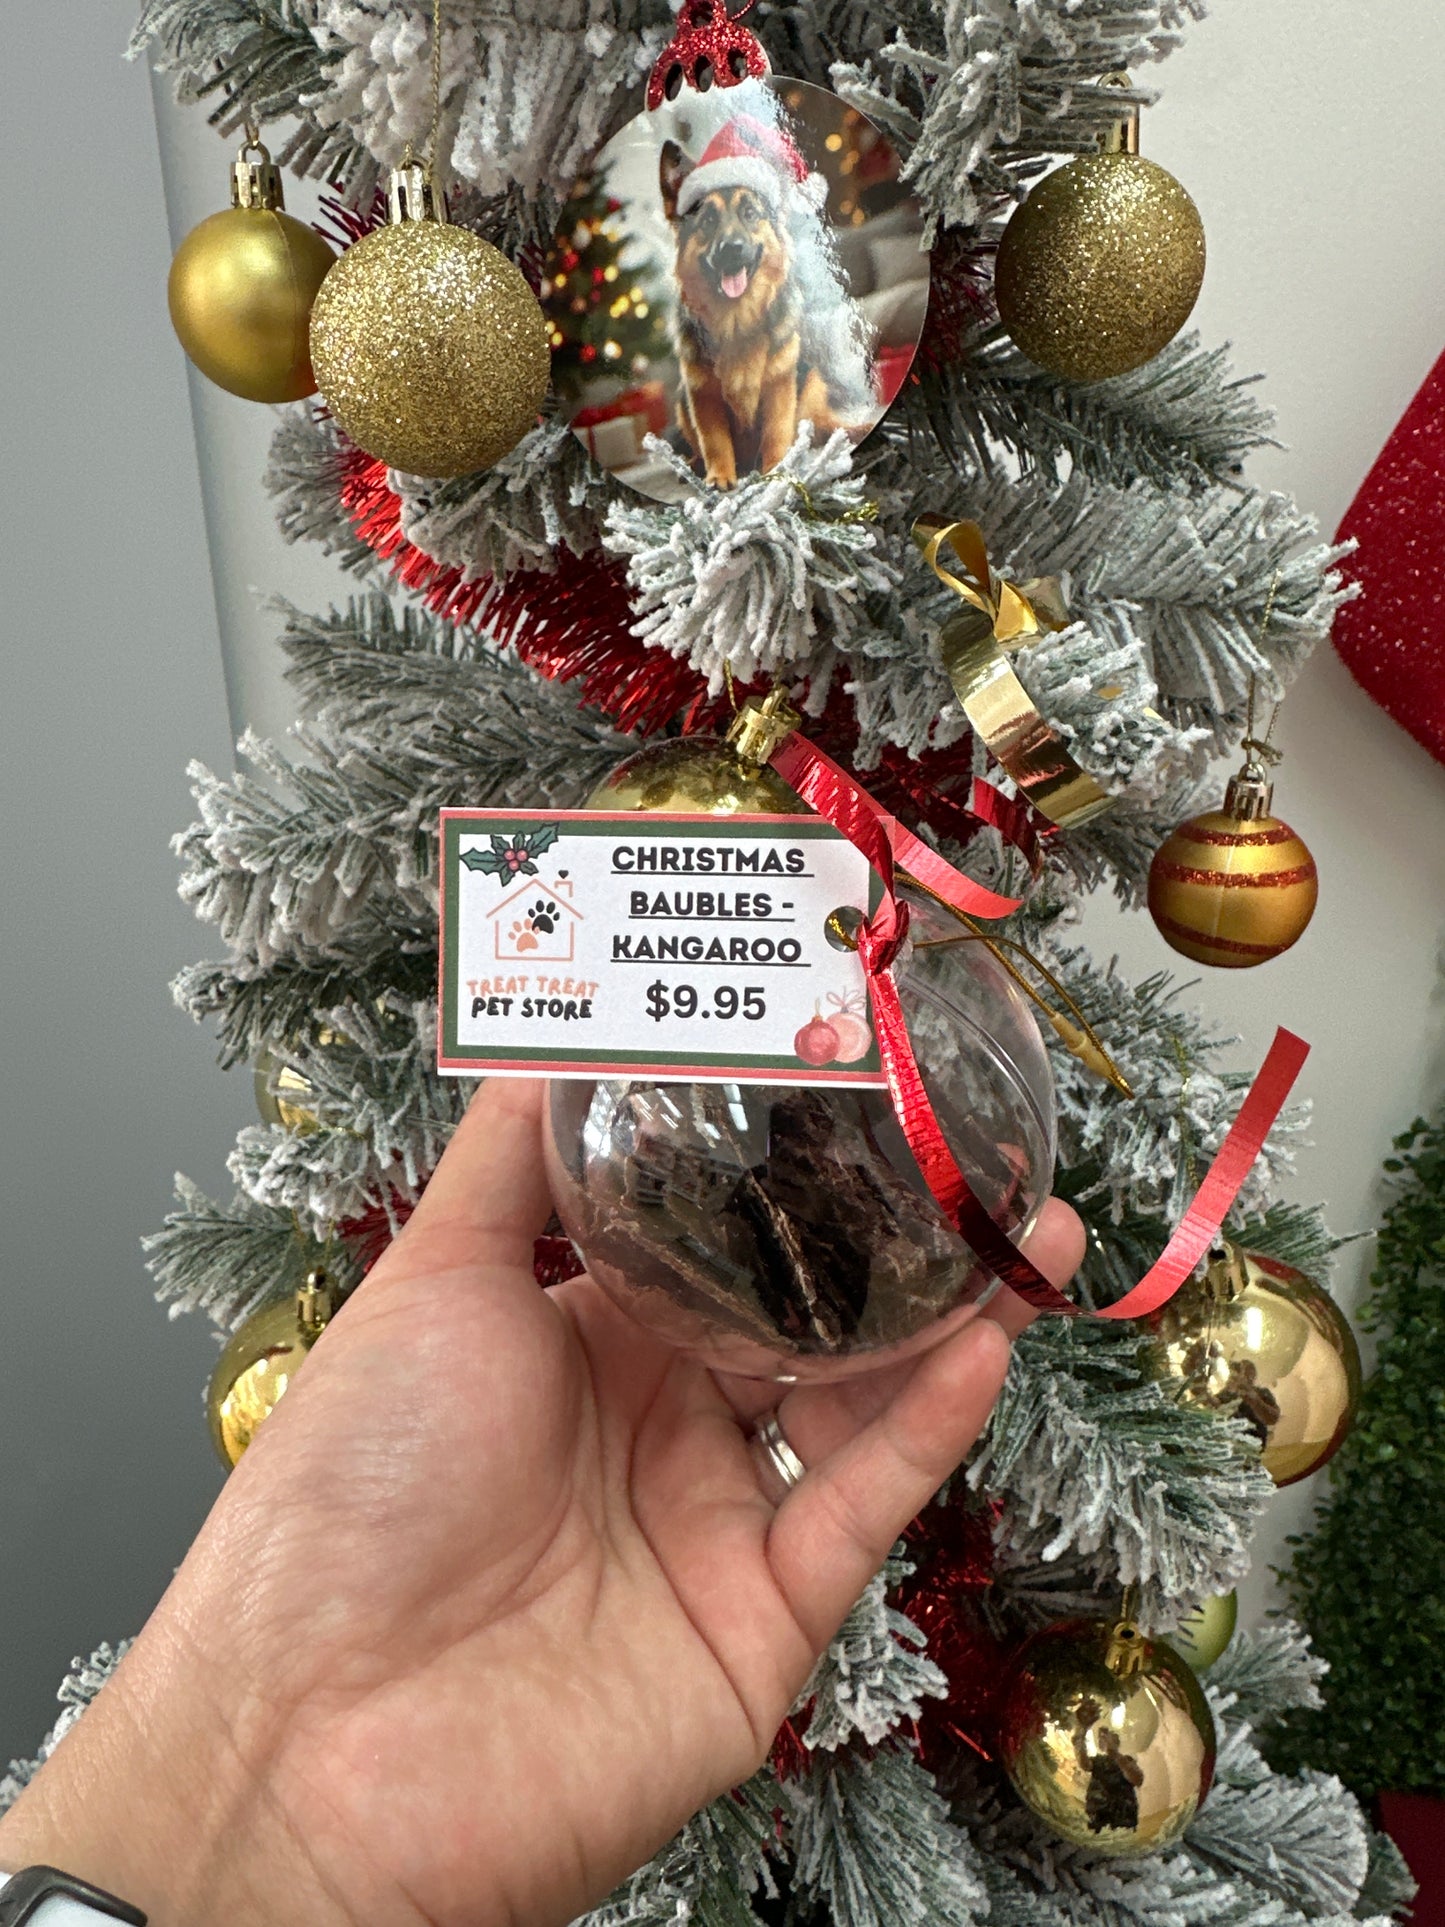 CHRISTMAS
BAUBLES -
KANGAROO
$9.95
TREAT TREAT
PET STORE